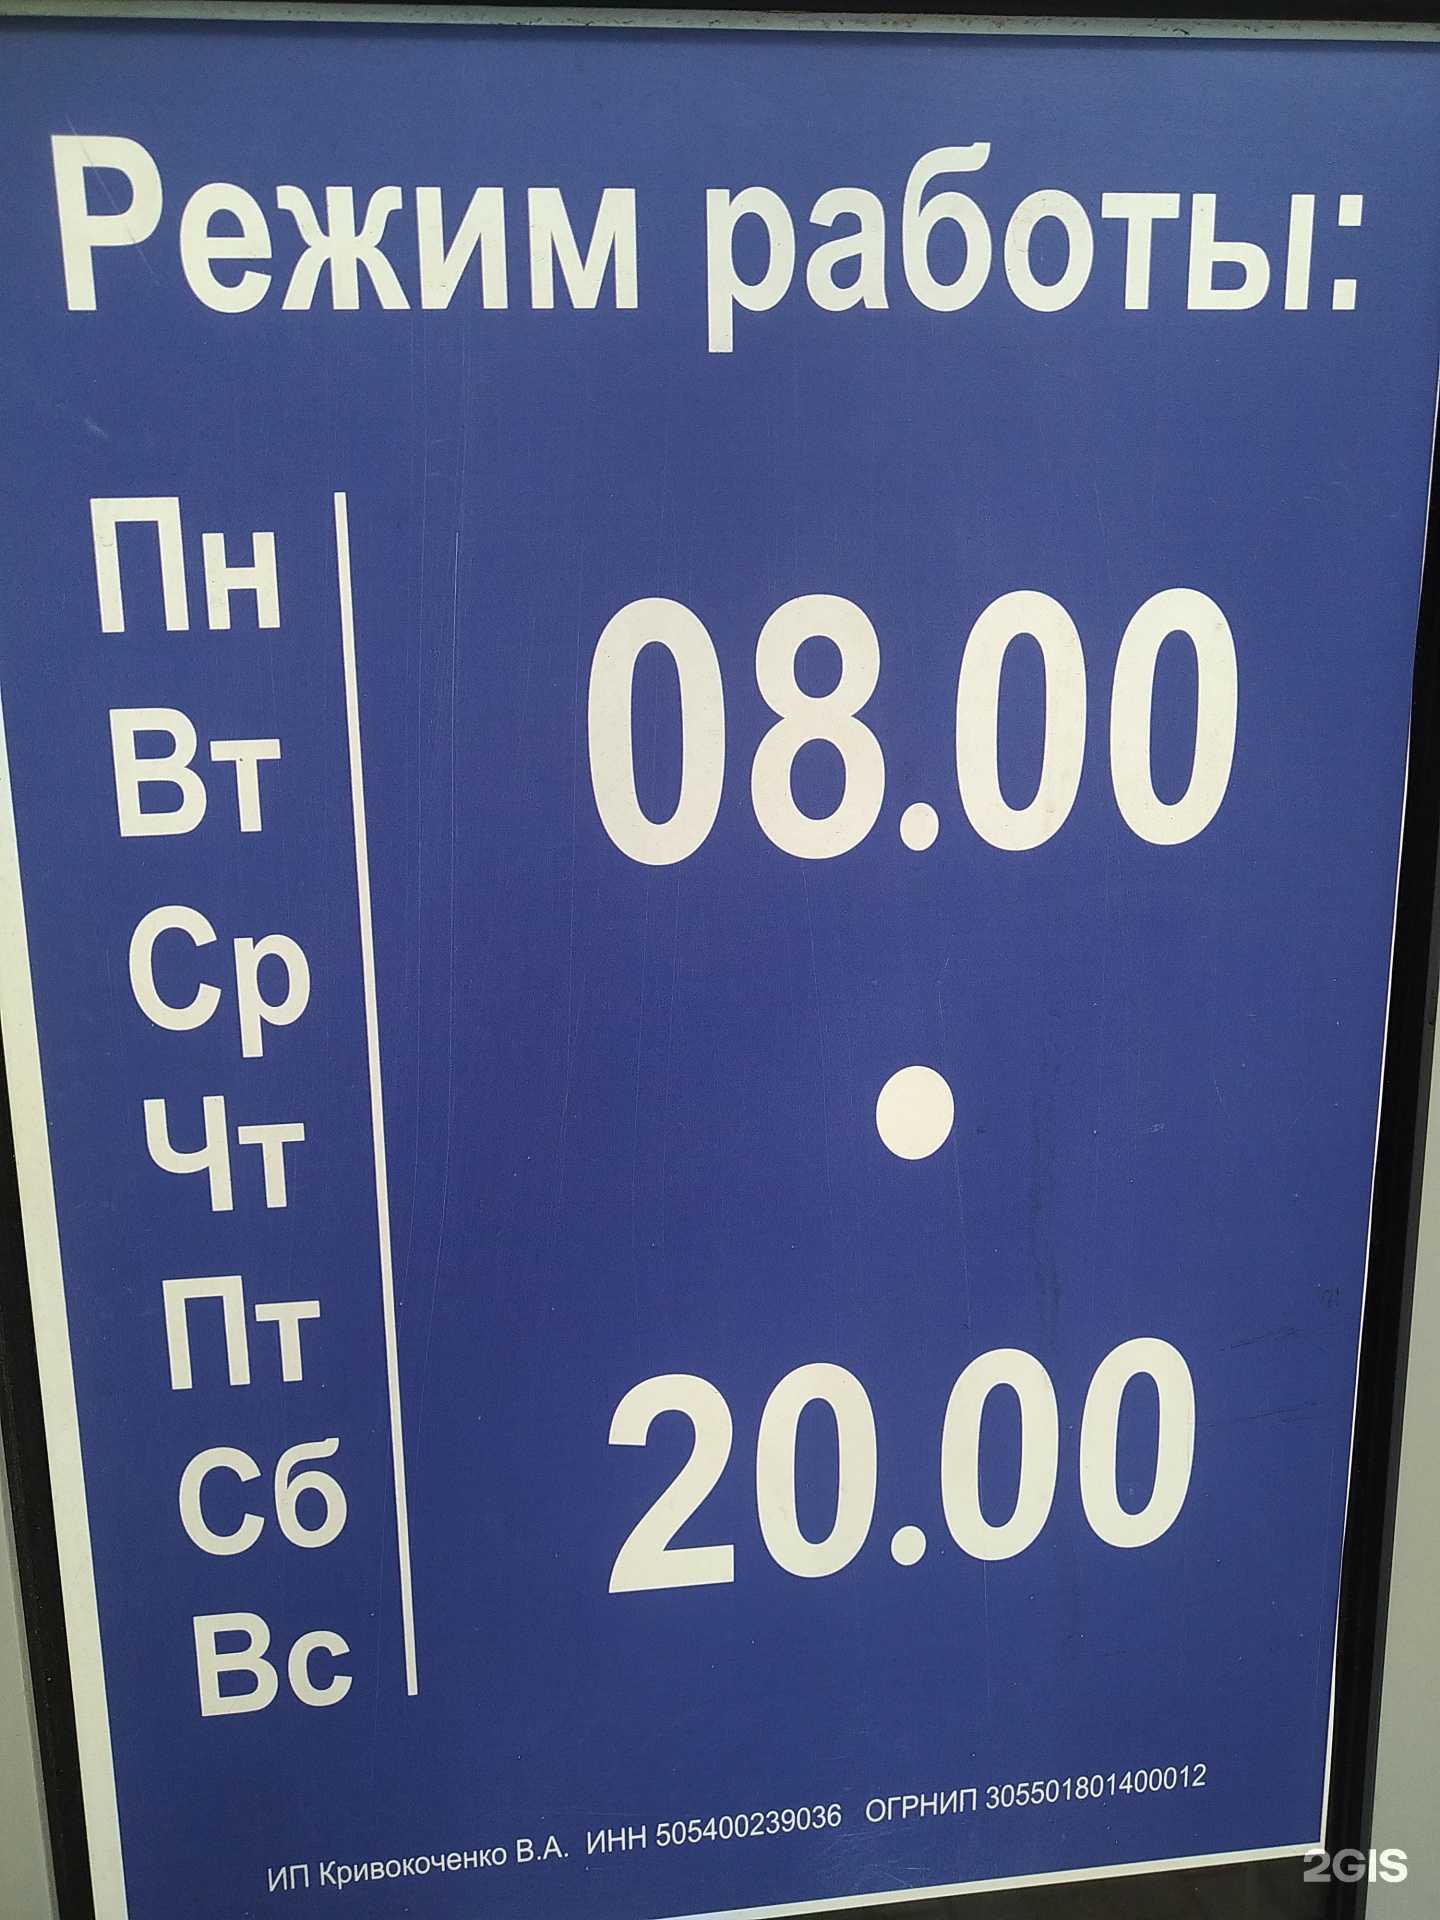 Режим работы:
Пн
Вт
Ср
Чт
Пт
Сб
Вс
08.00
20.00
ИП Кривокоченко В.А. ИНН 505400239036 ОГРНИП 305501801400012
2GIS